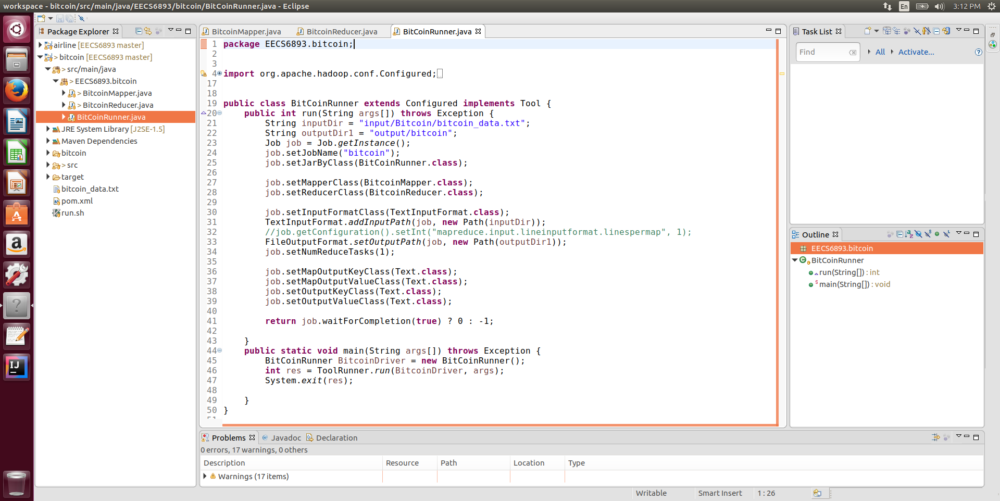 workspace - bitcoin/src/main/java/EECS6893/bitcoin/BitCoinRunner.java - Eclipse
En
3:12 PM
Package Explorer
airline [EECS6893 master]
> bitcoin [EECS6893 master]
> src/main/java
> EECS6893.bitcoin
> BitcoinMapper.java
> BitcoinReducer.java
BitCoinRunner.java
JRE System Library [J2SE-1.5]
Maven Dependencies
bitcoin
> src
target
bitcoin_data.txt
pom.xml
run.sh
BitcoinMapper.java
BitcoinReducer.java
BitCoinRunner.java
1 package EECS6893.bitcoin;
2
3
4 import org.apache.hadoop.conf.Configured;
17
18
19 public class BitCoinRunner extends Configured implements Tool {
20 public int run(String args[]) throws Exception {
21 String inputDir = "input/Bitcoin/bitcoin_data.txt";
22 String outputDir1 = "output/bitcoin";
23 Job job = Job.getInstance();
24 job.setJobName("bitcoin");
25 job.setJarByClass(BitCoinRunner.class);
26
27 job.setMapperClass(BitcoinMapper.class);
28 job.setReducerClass(BitcoinReducer.class);
29
30 job.setInputFormatClass(TextInputFormat.class);
31 TextInputFormat.addInputPath(job, new Path(inputDir));
32 //job.getConfiguration().setInt("mapreduce.input.lineinputformat.linespermap", 1);
33 FileOutputFormat.setOutputPath(job, new Path(outputDir1));
34 job.setNumReduceTasks(1);
35
36 job.setMapOutputKeyClass(Text.class);
37 job.setMapOutputValueClass(Text.class);
38 job.setOutputKeyClass(Text.class);
39 job.setOutputValueClass(Text.class);
40
41 return job.waitForCompletion(true) ? 0 : -1;
42
43 }
44 public static void main(String args[]) throws Exception {
45 BitCoinRunner BitcoinDriver = new BitCoinRunner();
46 int res = ToolRunner.run(BitcoinDriver, args);
47 System.exit(res);
48
49 }
50 }
Task List
Find
All
Activate...
Outline
EECS6893.bitcoin
BitCoinRunner
run(String[]) : int
main(String[]) : void
Problems
@ Javadoc
Declaration
0 errors, 17 warnings, 0 others
Description Resource Path Location Type
Warnings (17 items)
Writable Smart Insert 1 : 26